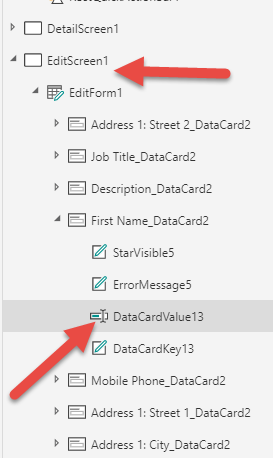 DetailScreen1
EditScreen1
EditForm1
Address 1: Street 2_DataCard2
Job Title_DataCard2
Description_DataCard2
First Name_DataCard2
StarVisible5
ErrorMessage5
DataCardValue13
DataCardKey13
Mobile Phone_DataCard2
Address 1: Street 1_DataCard2
Address 1: City_DataCard2